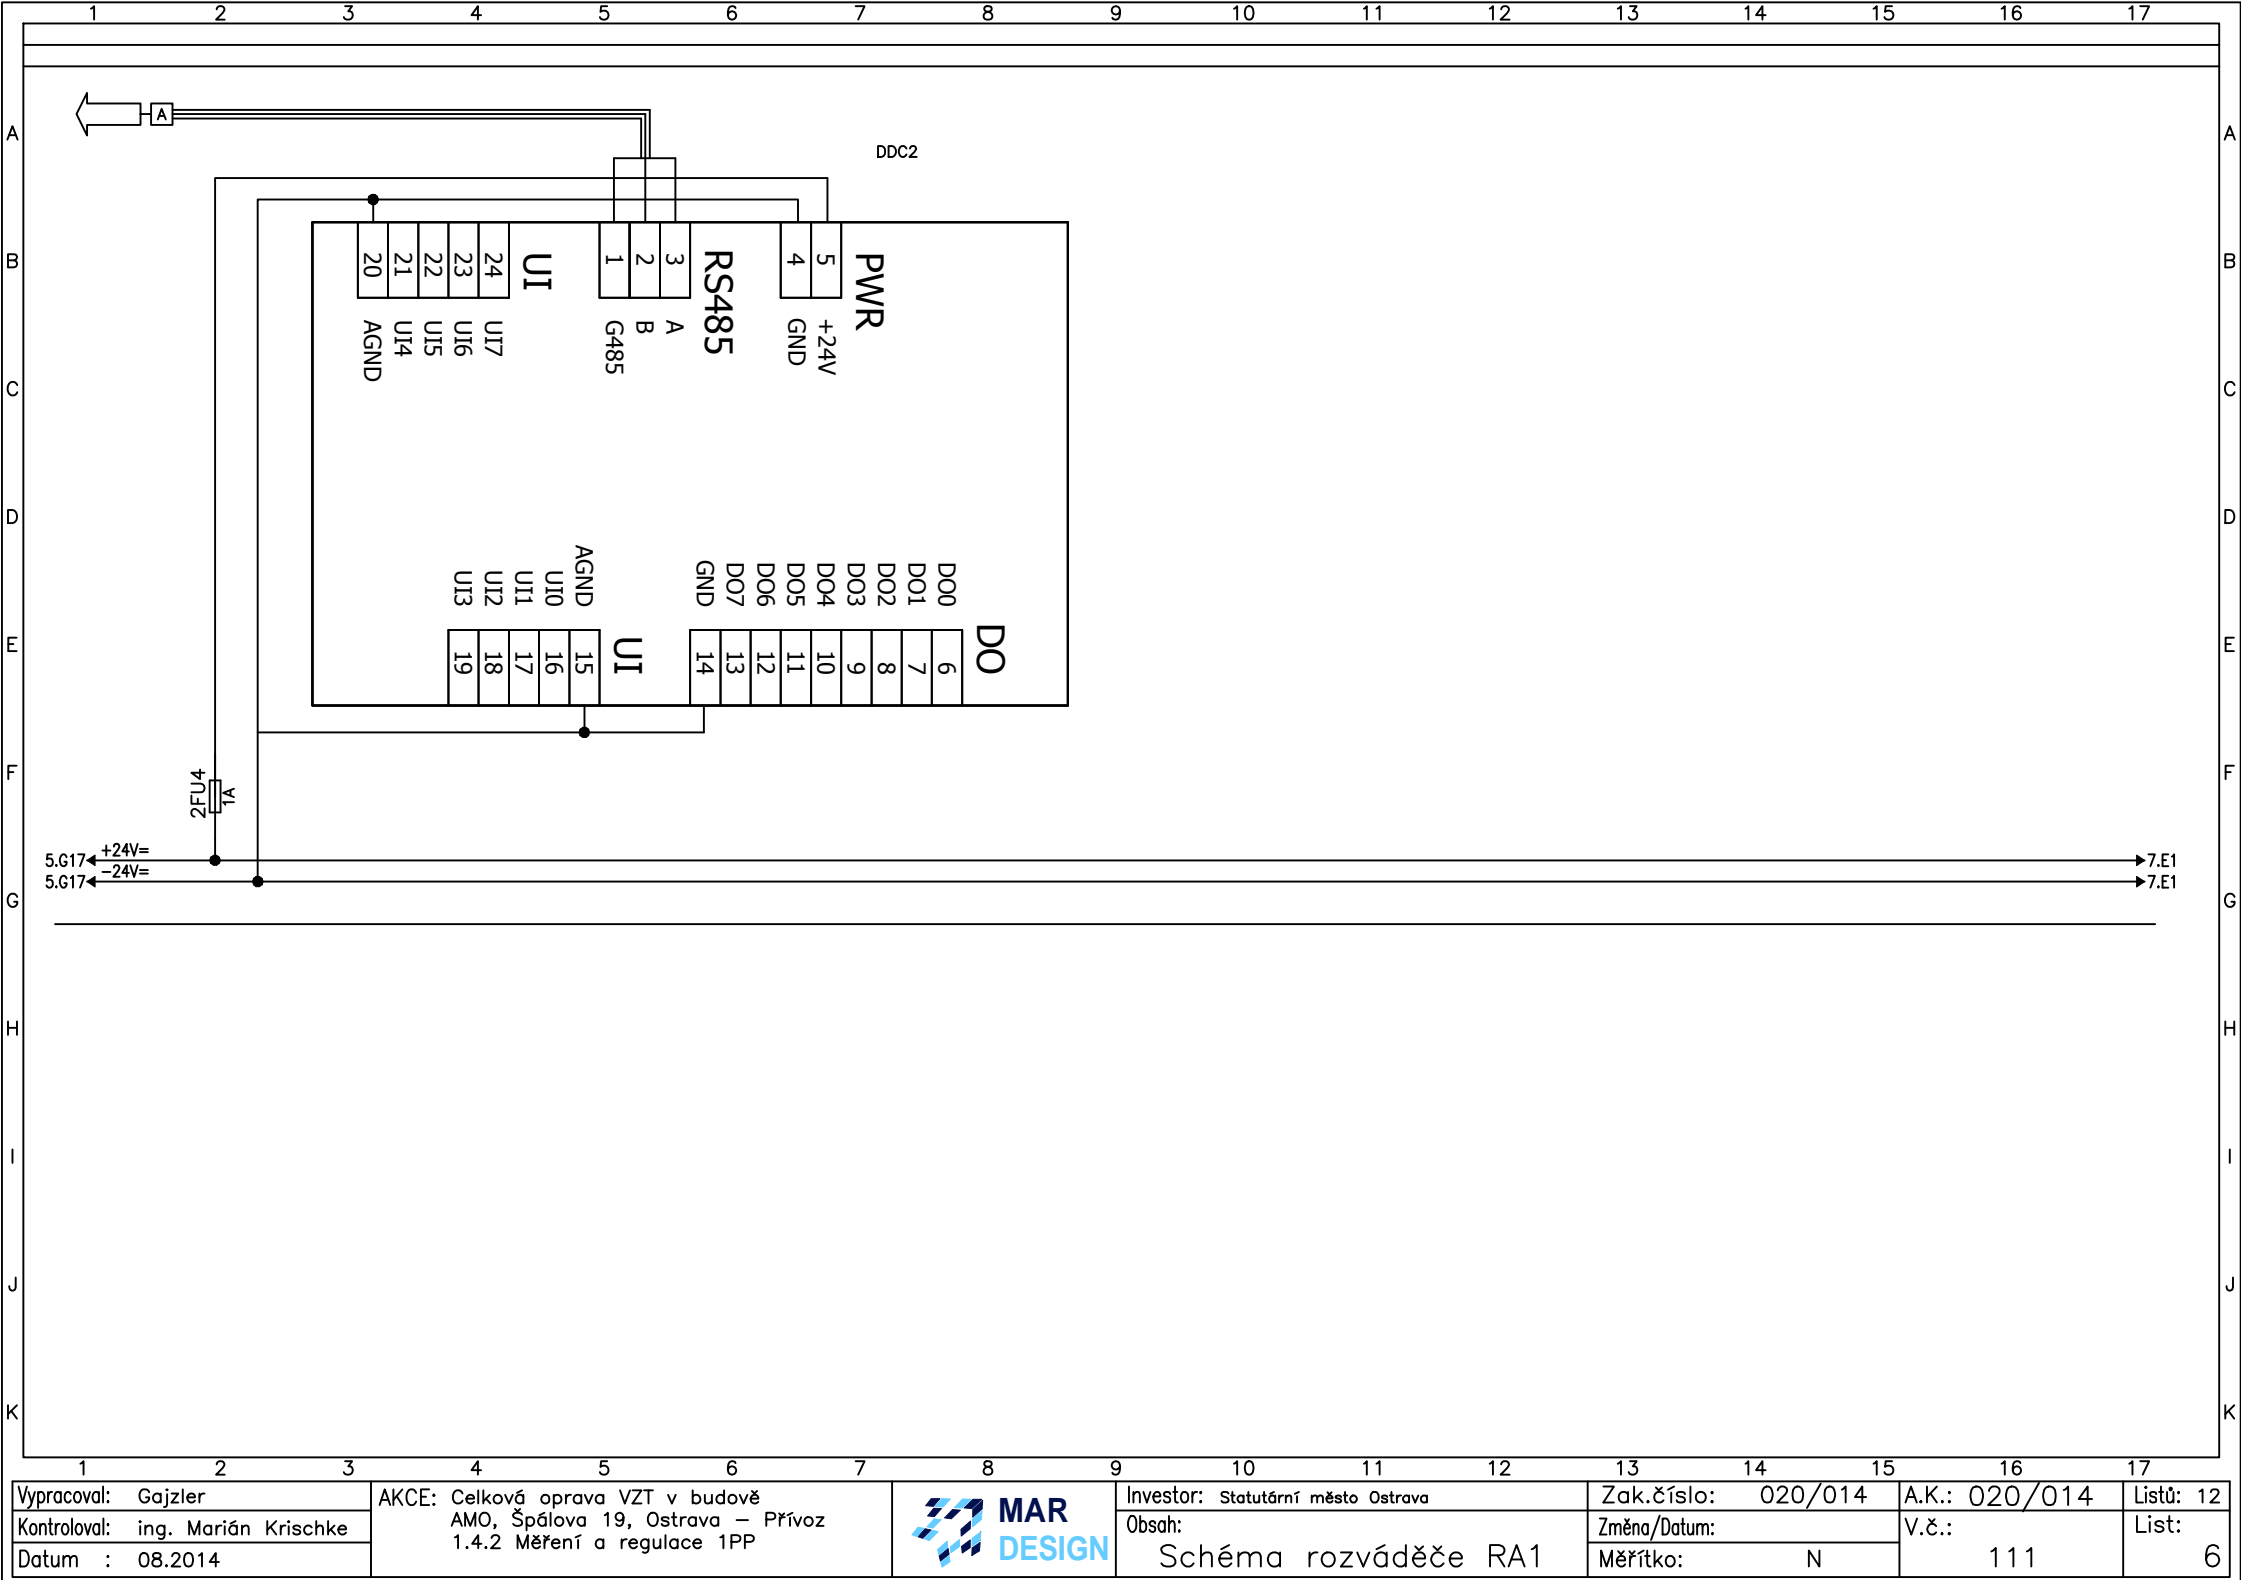 1 2 3 4 5 6 7 8 9 10 11 12 13 14 15 16 17
A
A
A
DDC2
B
B
20 21 22 23 24 UI
1 2 3 RS485
4 5 PWR
AGND UI4 UI5 UI6 UI7
G485 B A
GND +24V
C
C
D
D
UI3 UI2 UI1 UI0 AGND
GND DO7 DO6 DO5 DO4 DO3 DO2 DO1 DO0
E
E
19 18 17 16 15 UI
14 13 12 11 10 9 8 7 6 DO
F
F
2FU4
1A
5.G17 +24V= 7.E1
5.G17 -24V= 7.E1
G
G
H
H
I
I
J
J
K
K
1 2 3 4 5 6 7 8 9 10 11 12 13 14 15 16 17
Vypracoval: Gajzler
Kontroloval: ing. Marián Krischke
Datum : 08.2014
AKCE: Celková oprava VZT v budově
AMO, Špálova 19, Ostrava – Přívoz
1.4.2 Měření a regulace 1PP
MAR
DESIGN
Investor: Statutární město Ostrava
Obsah:
Schéma rozváděče RA1
Zak.číslo: 020/014
Změna/Datum:
Měřítko: N
A.K.: 020/014
V.č.:
111
Listů: 12
List:
6